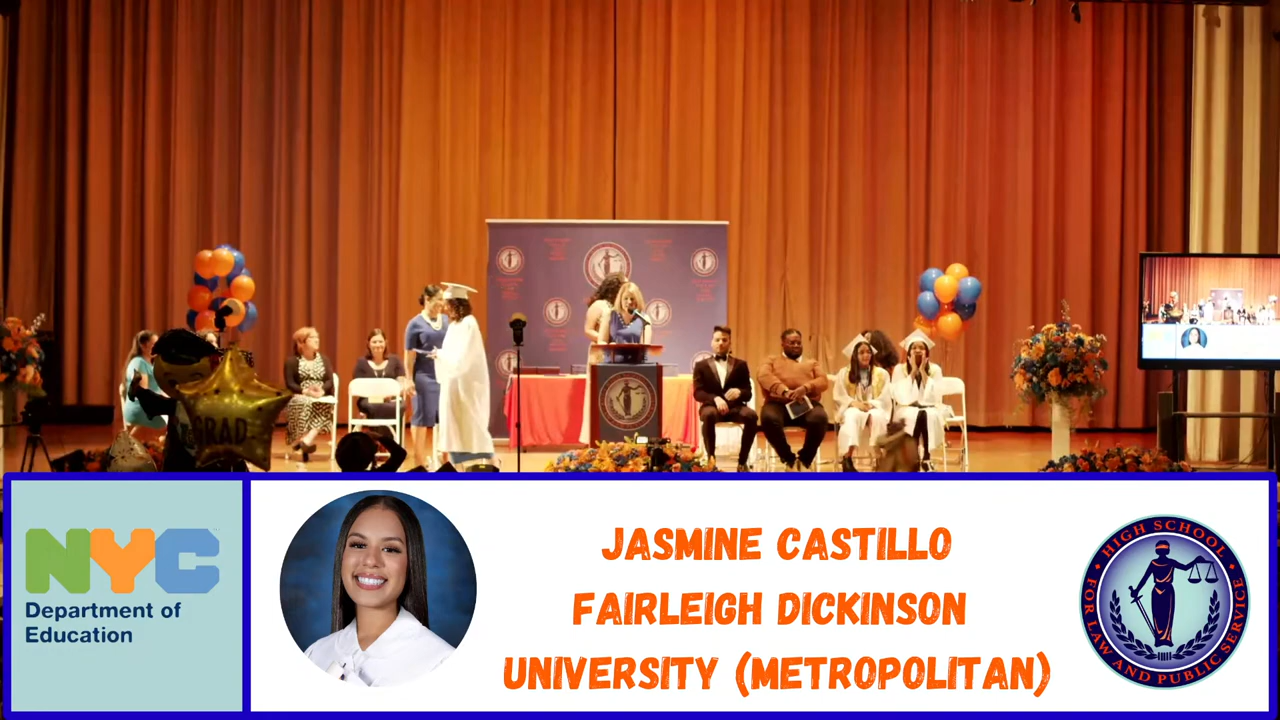 GRAD
NYC
Department of
Education
JASMINE CASTILLO
FAIRLEIGH DICKINSON
UNIVERSITY (METROPOLITAN)
HIGH SCHOOL
FOR LAW AND PUBLIC SERVICE